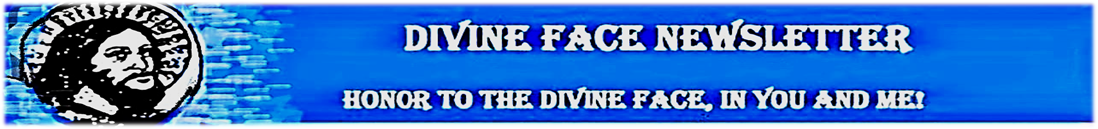 DIVINE FACE NEWSLETTER
HONOR TO THE DIVINE FACE, IN YOU AND ME!